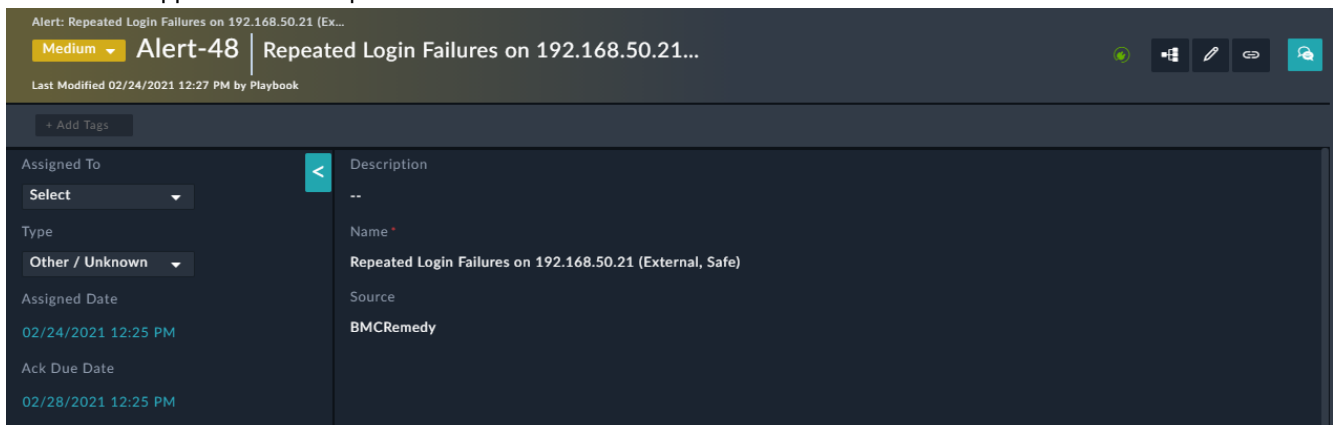 Alert: Repeated Login Failures on 192.168.50.21 (Ex...
Medium Alert-48 Repeated Login Failures on 192.168.50.21...
Last Modified 02/24/2021 12:27 PM by Playbook
+ Add Tags
Assigned To
Select
Type
Other / Unknown
Assigned Date
02/24/2021 12:25 PM
Ack Due Date
02/28/2021 12:25 PM
<
Description
--
Name *
Repeated Login Failures on 192.168.50.21 (External, Safe)
Source
BMCRemedy